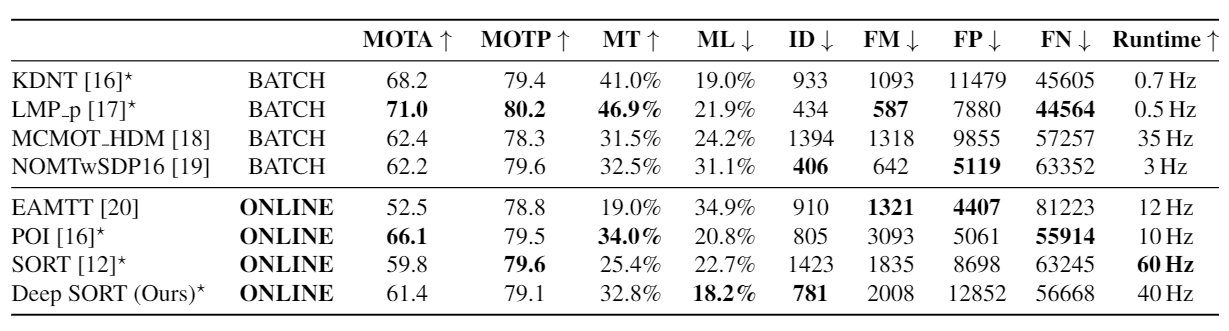 MOTA ↑ MOTP ↑ MT ↑ ML ↓ ID ↓ FM ↓ FP ↓ FN ↓ Runtime ↑
KDNT [16]* BATCH 68.2 79.4 41.0% 19.0% 933 1093 11479 45605 0.7 Hz
LMP_p [17]* BATCH 71.0 80.2 46.9% 21.9% 434 587 7880 44564 0.5 Hz
MCMOT_HDM [18] BATCH 62.4 78.3 31.5% 24.2% 1394 1318 9855 57257 35 Hz
NOMTwSDP16 [19] BATCH 62.2 79.6 32.5% 31.1% 406 642 5119 63352 3 Hz
EAMTT [20] ONLINE 52.5 78.8 19.0% 34.9% 910 1321 4407 81223 12 Hz
POI [16]* ONLINE 66.1 79.5 34.0% 20.8% 805 3093 5061 55914 10 Hz
SORT [12]* ONLINE 59.8 79.6 25.4% 22.7% 1423 1835 8698 63245 60 Hz
Deep SORT (Ours)* ONLINE 61.4 79.1 32.8% 18.2% 781 2008 12852 56668 40 Hz